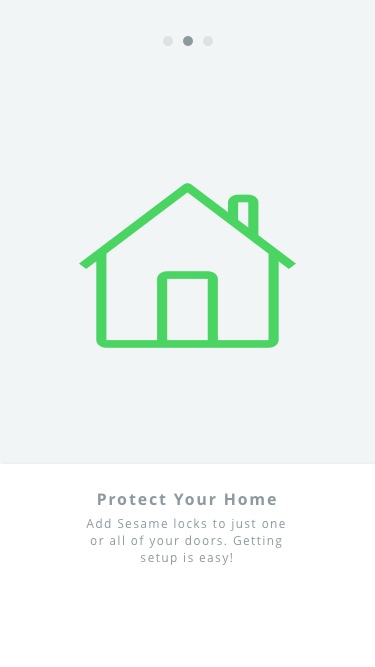 Protect Your Home
Add Sesame locks to just one
or all of your doors. Getting
setup is easy!